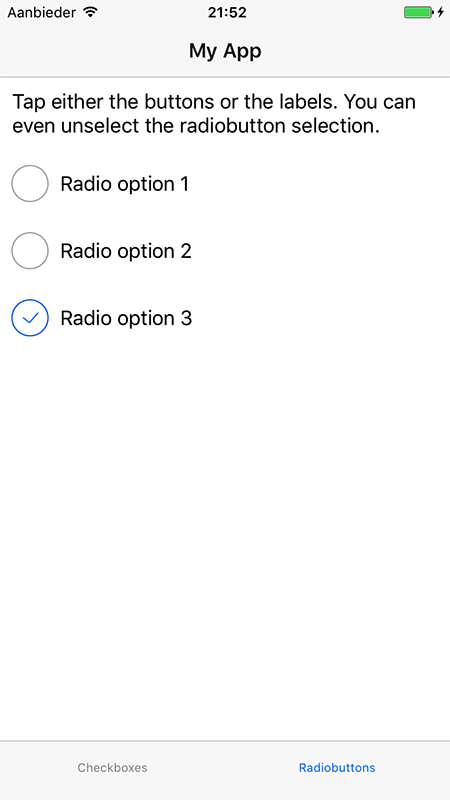 Aanbieder
21:52
My App
Tap either the buttons or the labels. You can
even unselect the radiobutton selection.
Radio option 1
Radio option 2
Radio option 3
Checkboxes
Radiobuttons